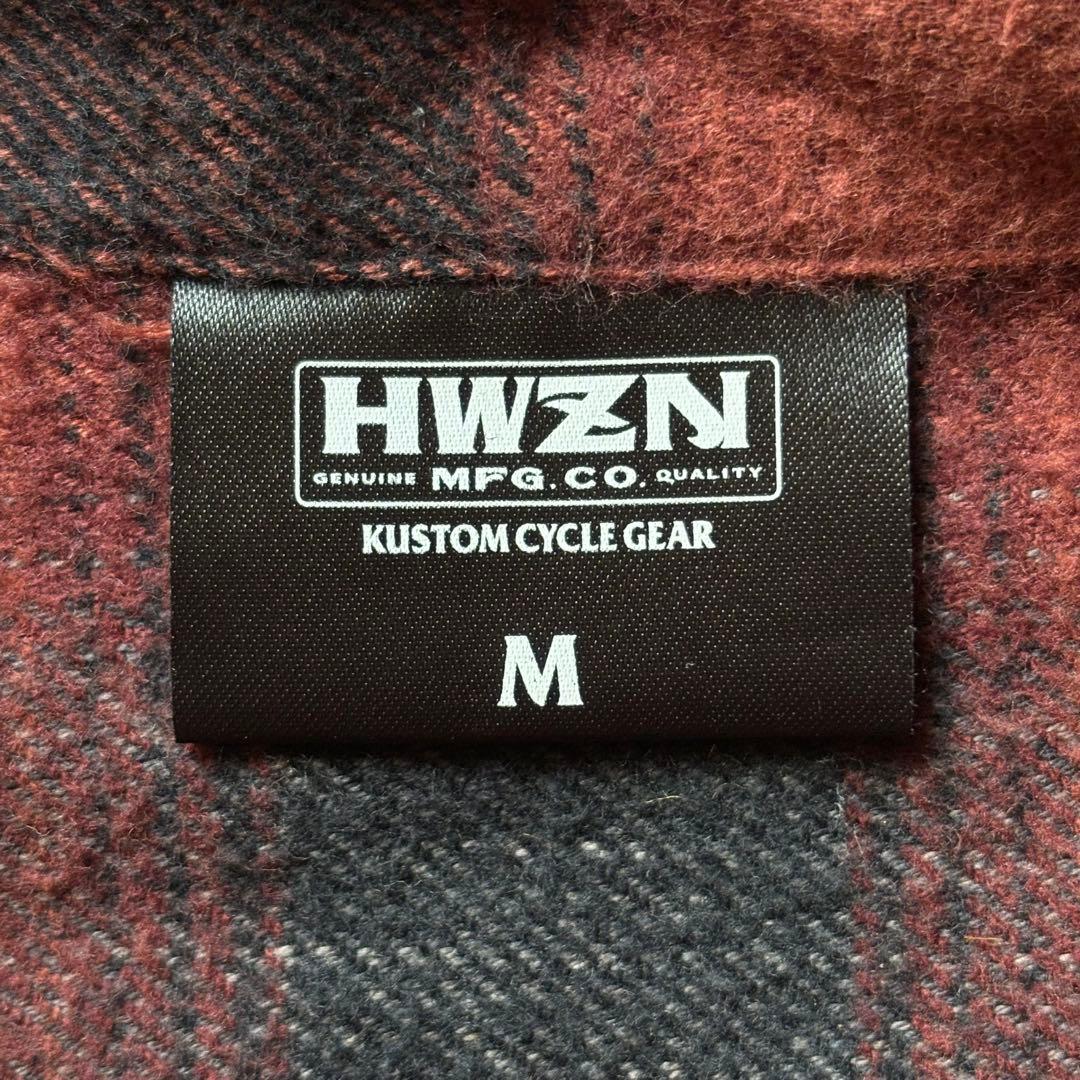 HWZN
GENUINE MFG.CO. QUALITY
KUSTOM CYCLE GEAR
M